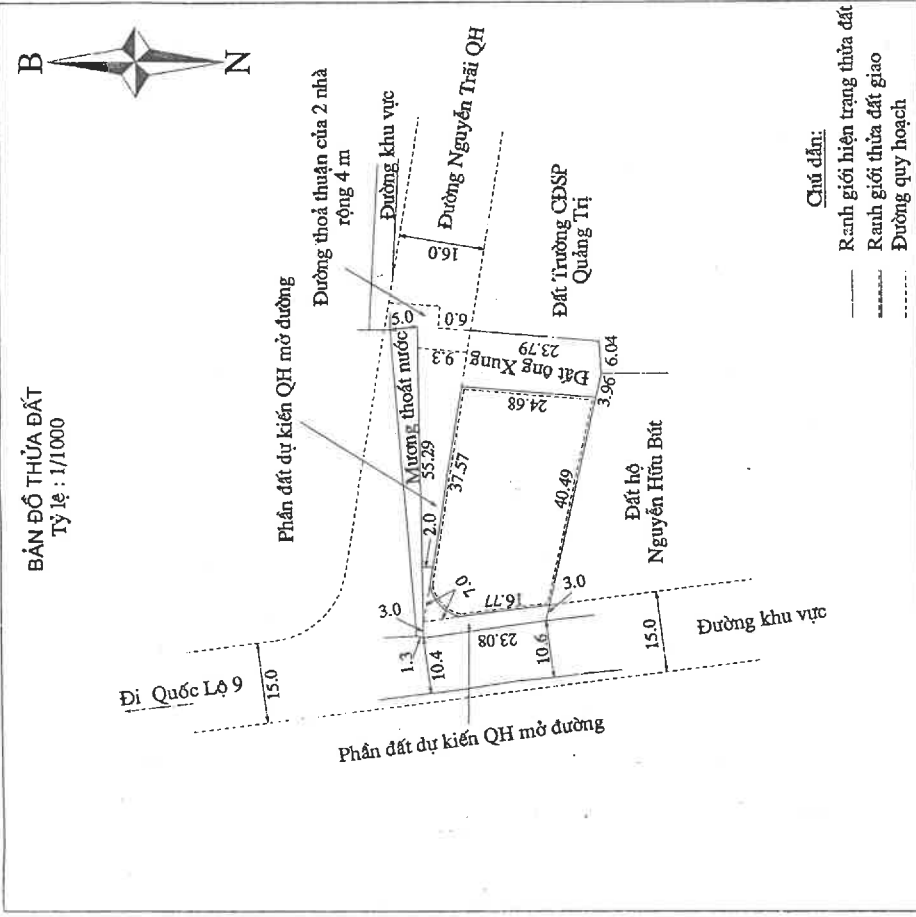 BẢN ĐỒ THỬA ĐẤT
Tỷ lệ : 1/1000
B
N
Phần đất dự kiến QH mở đường
Đường thoả thuận của 2 nhà
rộng 4 m
Đường khu vực
Đường Nguyễn Trãi QH
16.0
5.0
6.0
9.3
Mương thoát nước
55.29
2.0
37.57
Đất ông Xung
23.79
Đất Trường CĐSP
Quảng Trị
24.68
40.49
3.96
6.04
Đất hộ
Nguyễn Hữu Bút
Đi Quốc Lộ 9
15.0
3.0
7.0
1.3
10.4
16.77
23.08
3.0
10.6
15.0
Đường khu vực
Phần đất dự kiến QH mở đường
Chú dẫn:
Ranh giới hiện trạng thửa đất
Ranh giới thửa đất giao
Đường quy hoạch